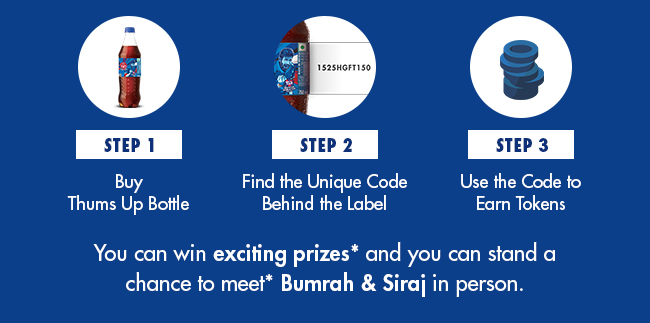 1525HGFT150
STEP 1
STEP 2
STEP 3
Buy
Thums Up Bottle
Find the Unique Code
Behind the Label
Use the Code to
Earn Tokens
You can win exciting prizes* and you can stand a
chance to meet* Bumrah & Siraj in person.